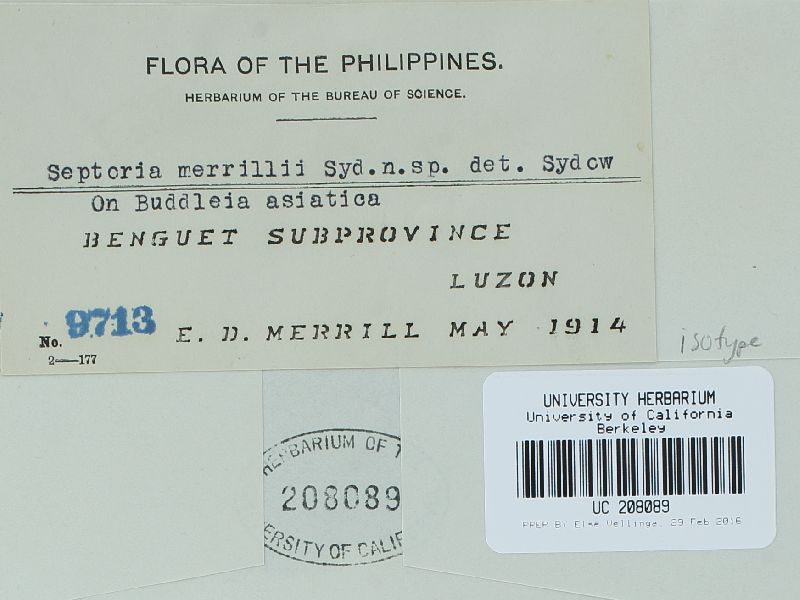 FLORA OF THE PHILIPPINES.
HERBARIUM OF THE BUREAU OF SCIENCE.
Septoria merrillii Syd.n.sp. det. Sydow
On Buddleia asiatica
BENGUET SUBPROVINCE
LUZON
No. 9713 E. D. MERRILL MAY 1914
2—177
isotype
UNIVERSITY HERBARIUM
University of California
Berkeley
UC 208089
PREP By Else Vellinga, 29 Feb 2016
HERBARIUM OF T
208089
ERSITY OF CALIF